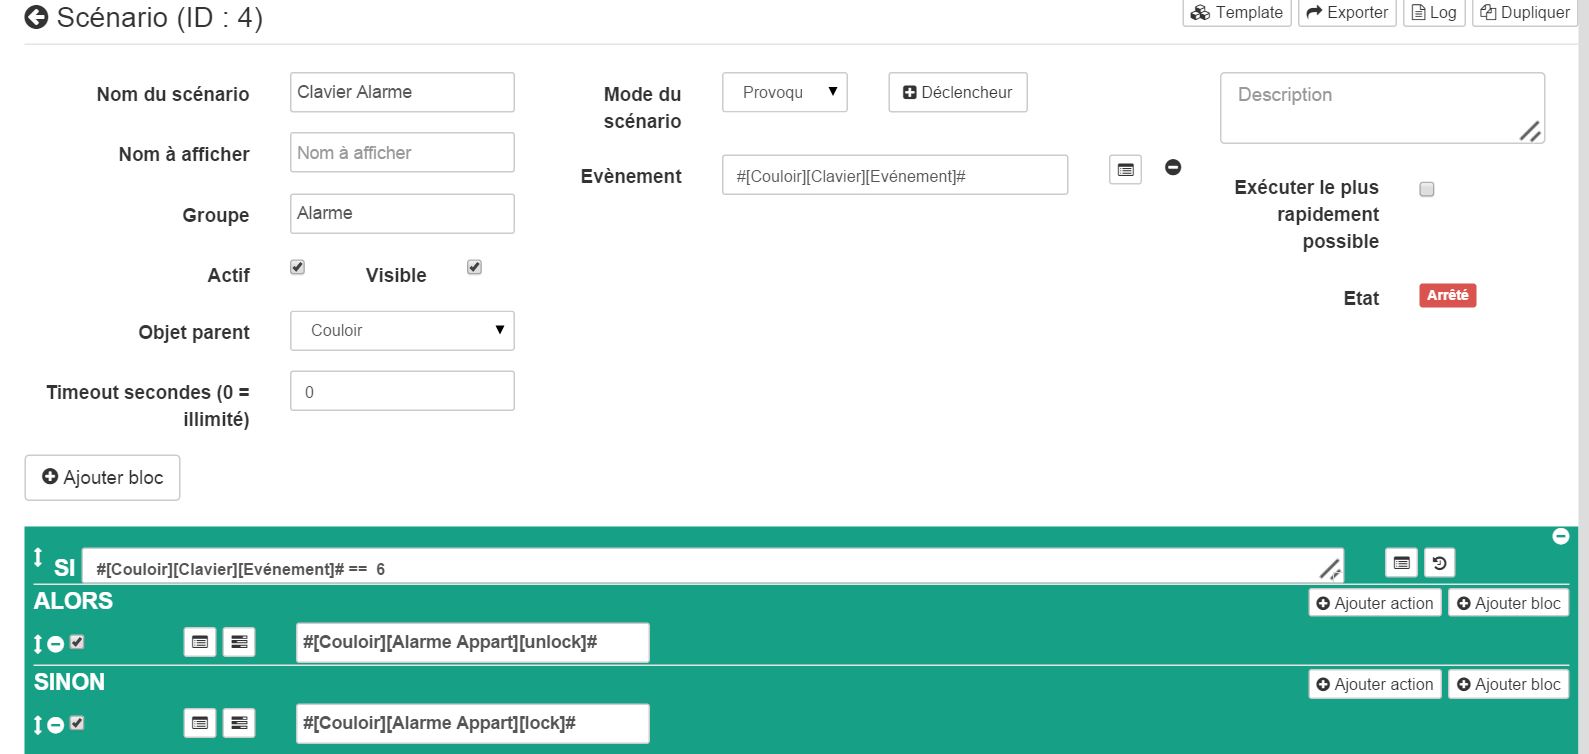 Scénario (ID : 4)
Template
Exporter
Log
Dupliquer
Nom du scénario
Clavier Alarme
Mode du
scénario
Provoqu
Déclencheur
Description
Nom à afficher
Nom à afficher
Evènement
#[Couloir][Clavier][Evénement]#
Exécuter le plus
rapidement
possible
Groupe
Alarme
Actif
Visible
Etat
Arrêté
Objet parent
Couloir
Timeout secondes (0 =
illimité)
0
Ajouter bloc
SI
#[Couloir][Clavier][Evénement]# == 6
ALORS
Ajouter action
Ajouter bloc
#[Couloir][Alarme Appart][unlock]#
SINON
Ajouter action
Ajouter bloc
#[Couloir][Alarme Appart][lock]#